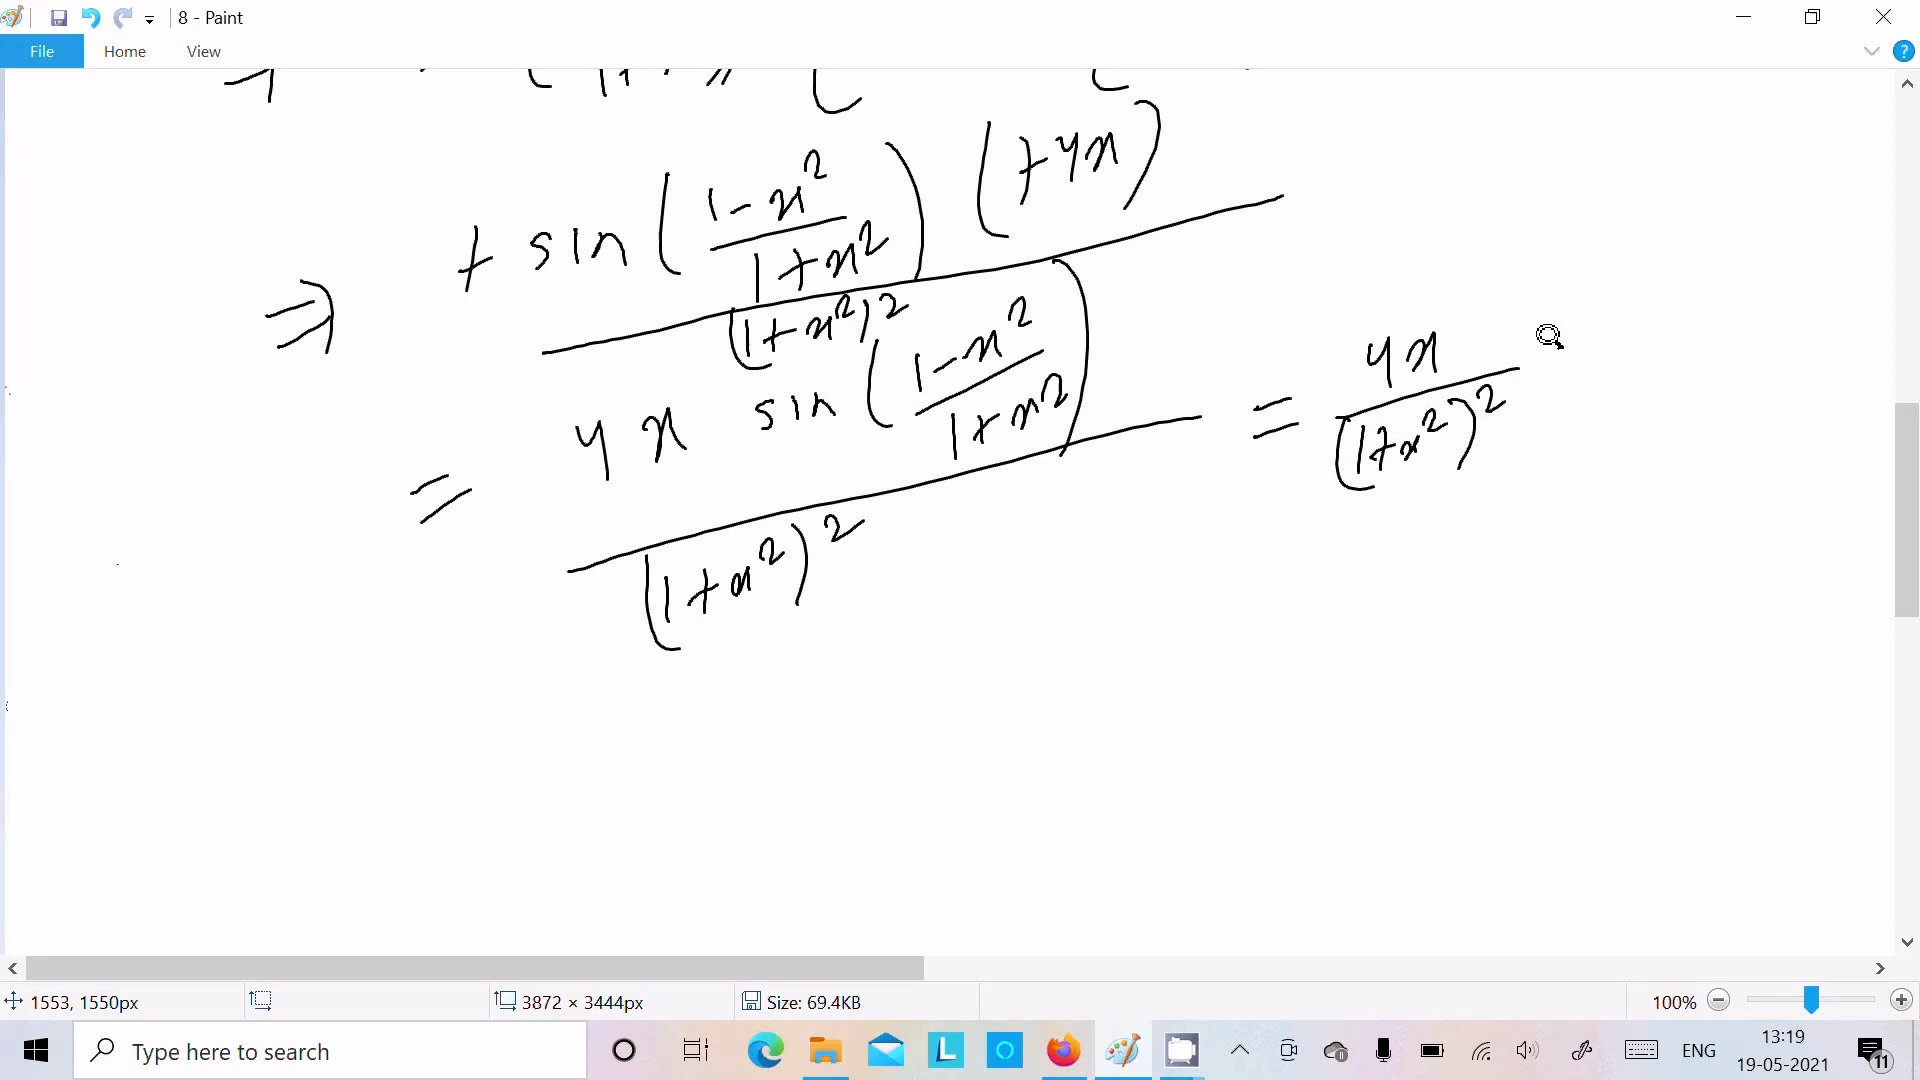 8 - Paint
File Home View
⇒ + sin(1-x²/1+x²) (+4x) / (1+x²)²
= 4x sin(1-x²/1+x²) / (1+x²)² = 4x/(1+x²)²
1553, 1550px 3872 × 3444px Size: 69.4KB 100%
Type here to search ENG 13:19
19-05-2021 11